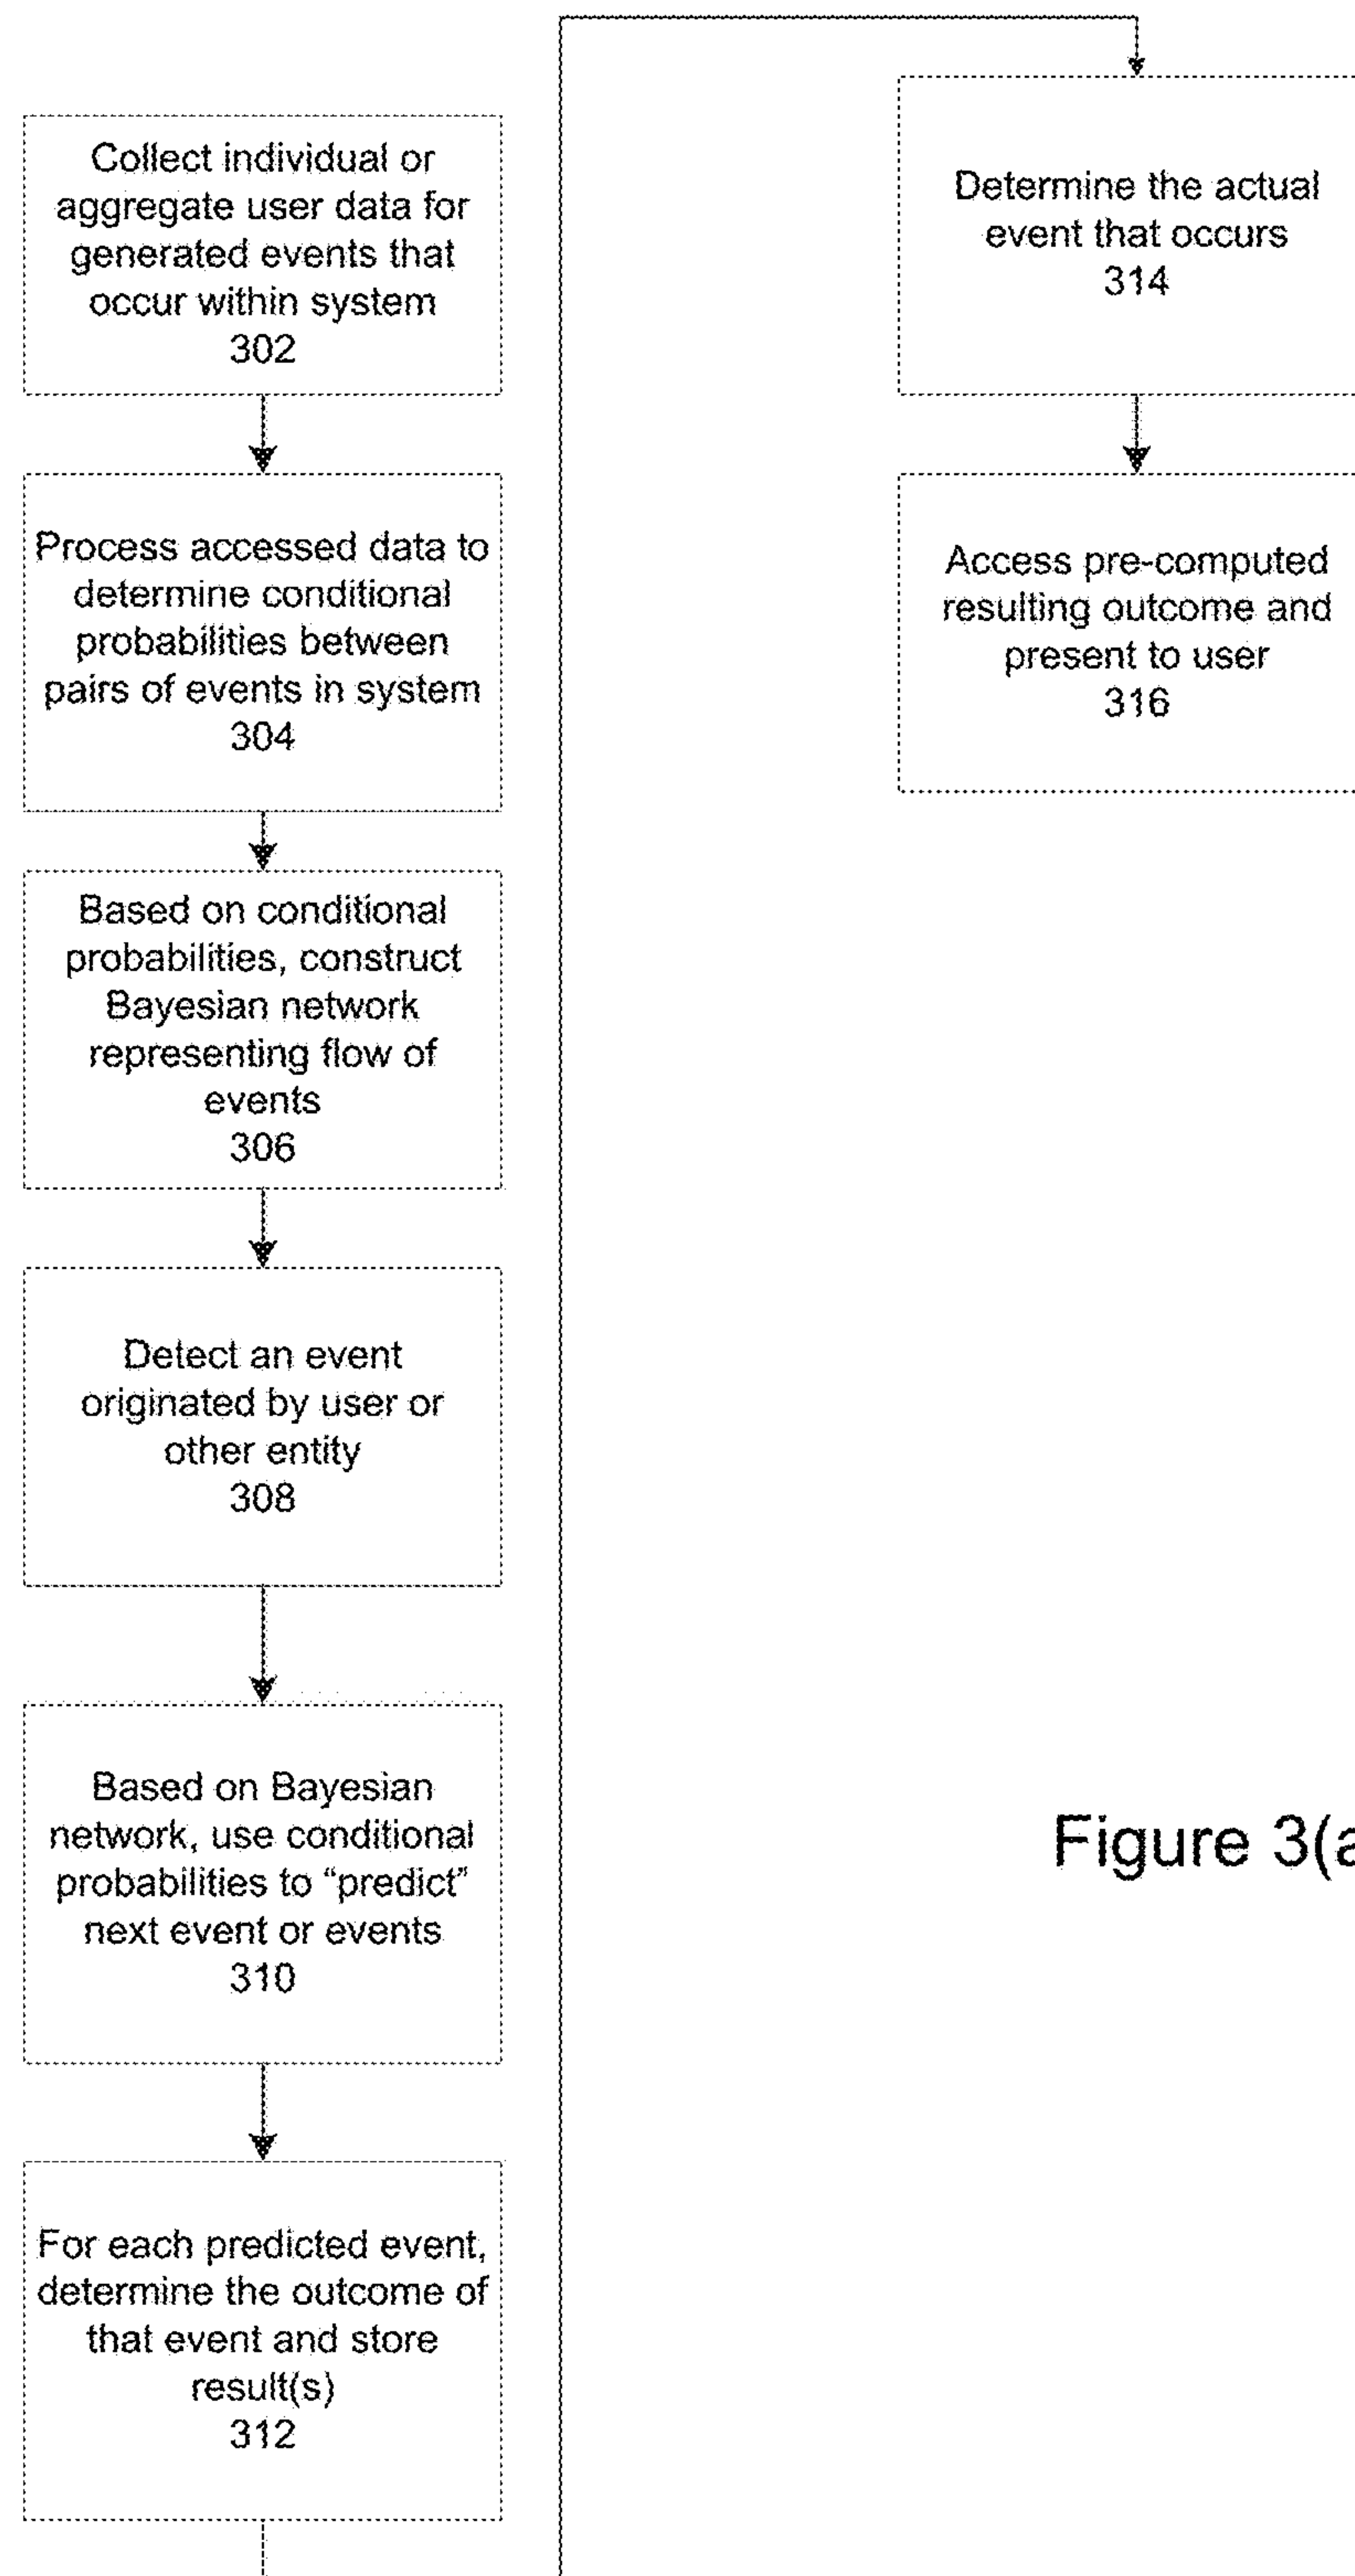 Collect individual or
aggregate user data for
generated events that
occur within system
302
Process accessed data to
determine conditional
probabilities between
pairs of events in system
304
Based on conditional
probabilities, construct
Bayesian network
representing flow of
events
306
Detect an event
originated by user or
other entity
308
Based on Bayesian
network, use conditional
probabilities to “predict”
next event or events
310
For each predicted event,
determine the outcome of
that event and store
result(s)
312
Determine the actual
event that occurs
314
Access pre-computed
resulting outcome and
present to user
316
Figure 3(a